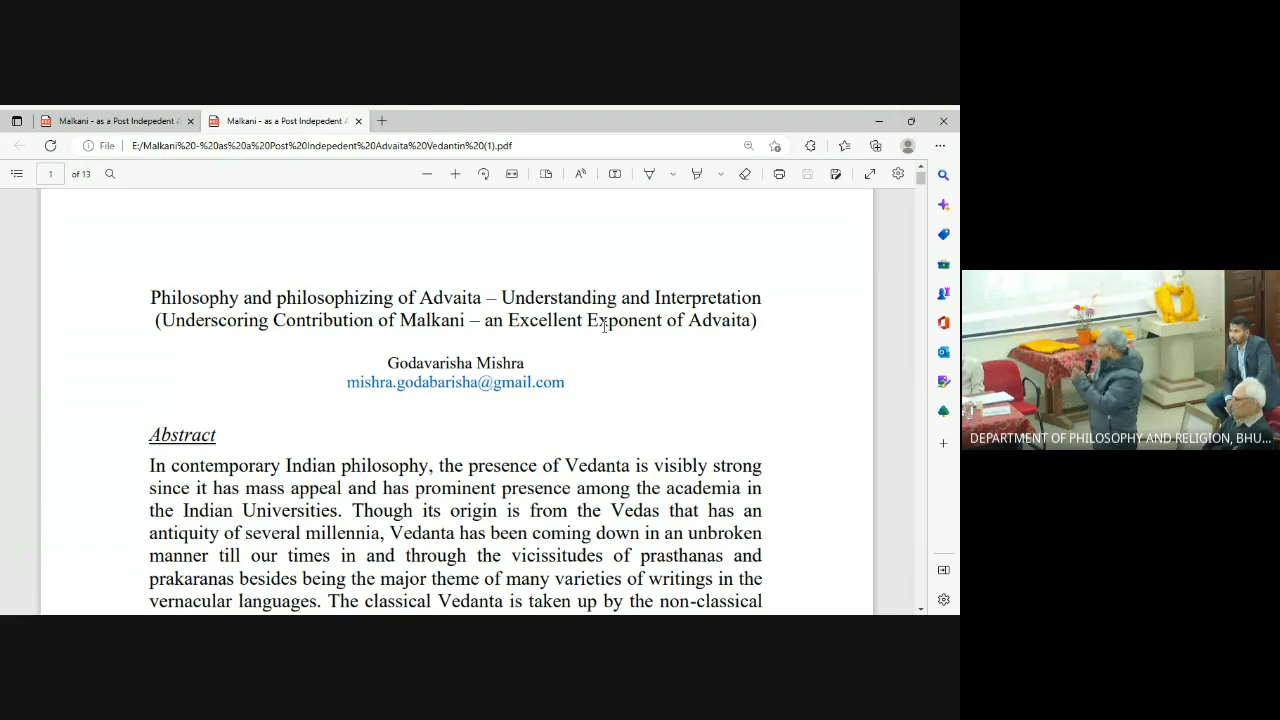 Malkani - as a Post Indepedent A
Malkani - as a Post Indepedent A
File
E:/Malkani%20-%20as%20a%20Post%20Indepedent%20Advaita%20Vedantin%20(1).pdf
1 of 13
Philosophy and philosophizing of Advaita – Understanding and Interpretation
(Underscoring Contribution of Malkani – an Excellent Exponent of Advaita)
Godavarisha Mishra
mishra.godabarisha@gmail.com
Abstract
In contemporary Indian philosophy, the presence of Vedanta is visibly strong
since it has mass appeal and has prominent presence among the academia in
the Indian Universities. Though its origin is from the Vedas that has an
antiquity of several millennia, Vedanta has been coming down in an unbroken
manner till our times in and through the vicissitudes of prasthanas and
prakaranas besides being the major theme of many varieties of writings in the
vernacular languages. The classical Vedanta is taken up by the non-classical
DEPARTMENT OF PHILOSOPHY AND RELIGION, BHU...